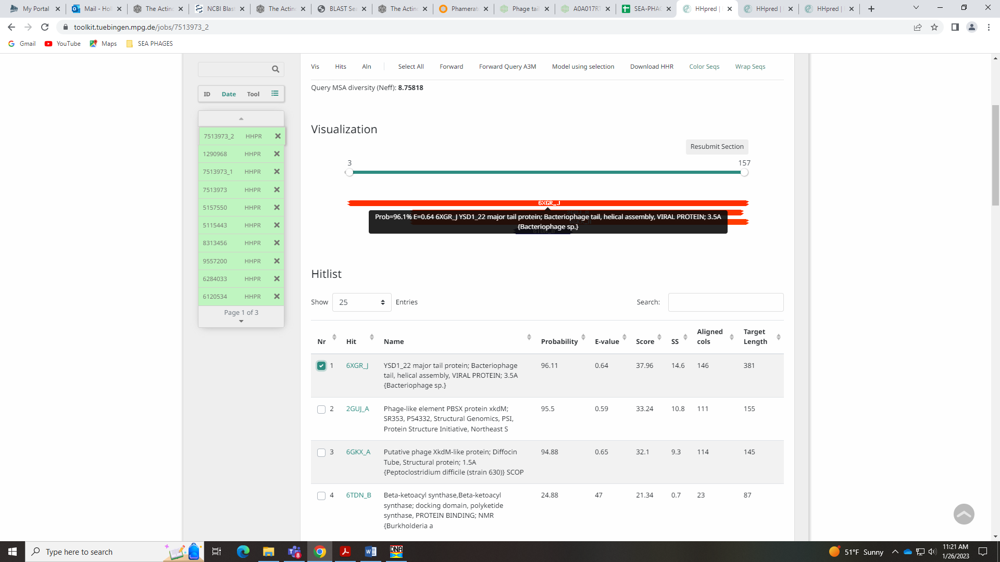 My Portal
Mail - Hol
The Actino
NCBI Blast
The Actino
BLAST Sea
The Actino
Phamerat
Phage tail
A0A017RT
SEA-PHAG
HHpred |
HHpred |
HHpred |
toolkit.tuebingen.mpg.de/jobs/7513973_2
Gmail
YouTube
Maps
SEA PHAGES
Vis Hits Aln Select All Forward Forward Query A3M Model using selection Download HHR Color Seqs Wrap Seqs
Query MSA diversity (Neff): 8.75818
ID Date Tool
7513973_2 HHPR
1290968 HHPR
7513973_1 HHPR
7513973 HHPR
5157550 HHPR
5115443 HHPR
8313456 HHPR
9557200 HHPR
6284033 HHPR
6120534 HHPR
Page 1 of 3
Visualization
Resubmit Section
3 157
6XGR_J
Prob=96.1% E=0.64 6XGR_J YSD1_22 major tail protein; Bacteriophage tail, helical assembly, VIRAL PROTEIN; 3.5A
{Bacteriophage sp.}
Hitlist
Show 25 Entries Search:
Nr Hit Name Probability E-value Score SS Aligned cols Target Length
1 6XGR_J YSD1_22 major tail protein; Bacteriophage 96.11 0.64 37.96 14.6 146 381
tail, helical assembly, VIRAL PROTEIN; 3.5A
{Bacteriophage sp.}
2 2GUJ_A Phage-like element PBSX protein xkdM; 95.5 0.59 33.24 10.8 111 155
SR353, P54332, Structural Genomics, PSI,
Protein Structure Initiative, Northeast S
3 6GKX_A Putative phage XkdM-like protein; Diffocin 94.88 0.65 32.1 9.3 114 145
Tube, Structural protein; 1.5A
{Peptoclostridium difficile (strain 630)} SCOP
4 6TDN_B Beta-ketoacyl synthase,Beta-ketoacyl 24.88 47 21.34 0.7 23 87
synthase; docking domain, polyketide
synthase, PROTEIN BINDING; NMR
{Burkholderia a
Type here to search
8
DNA
51°F Sunny
11:21 AM
1/26/2023